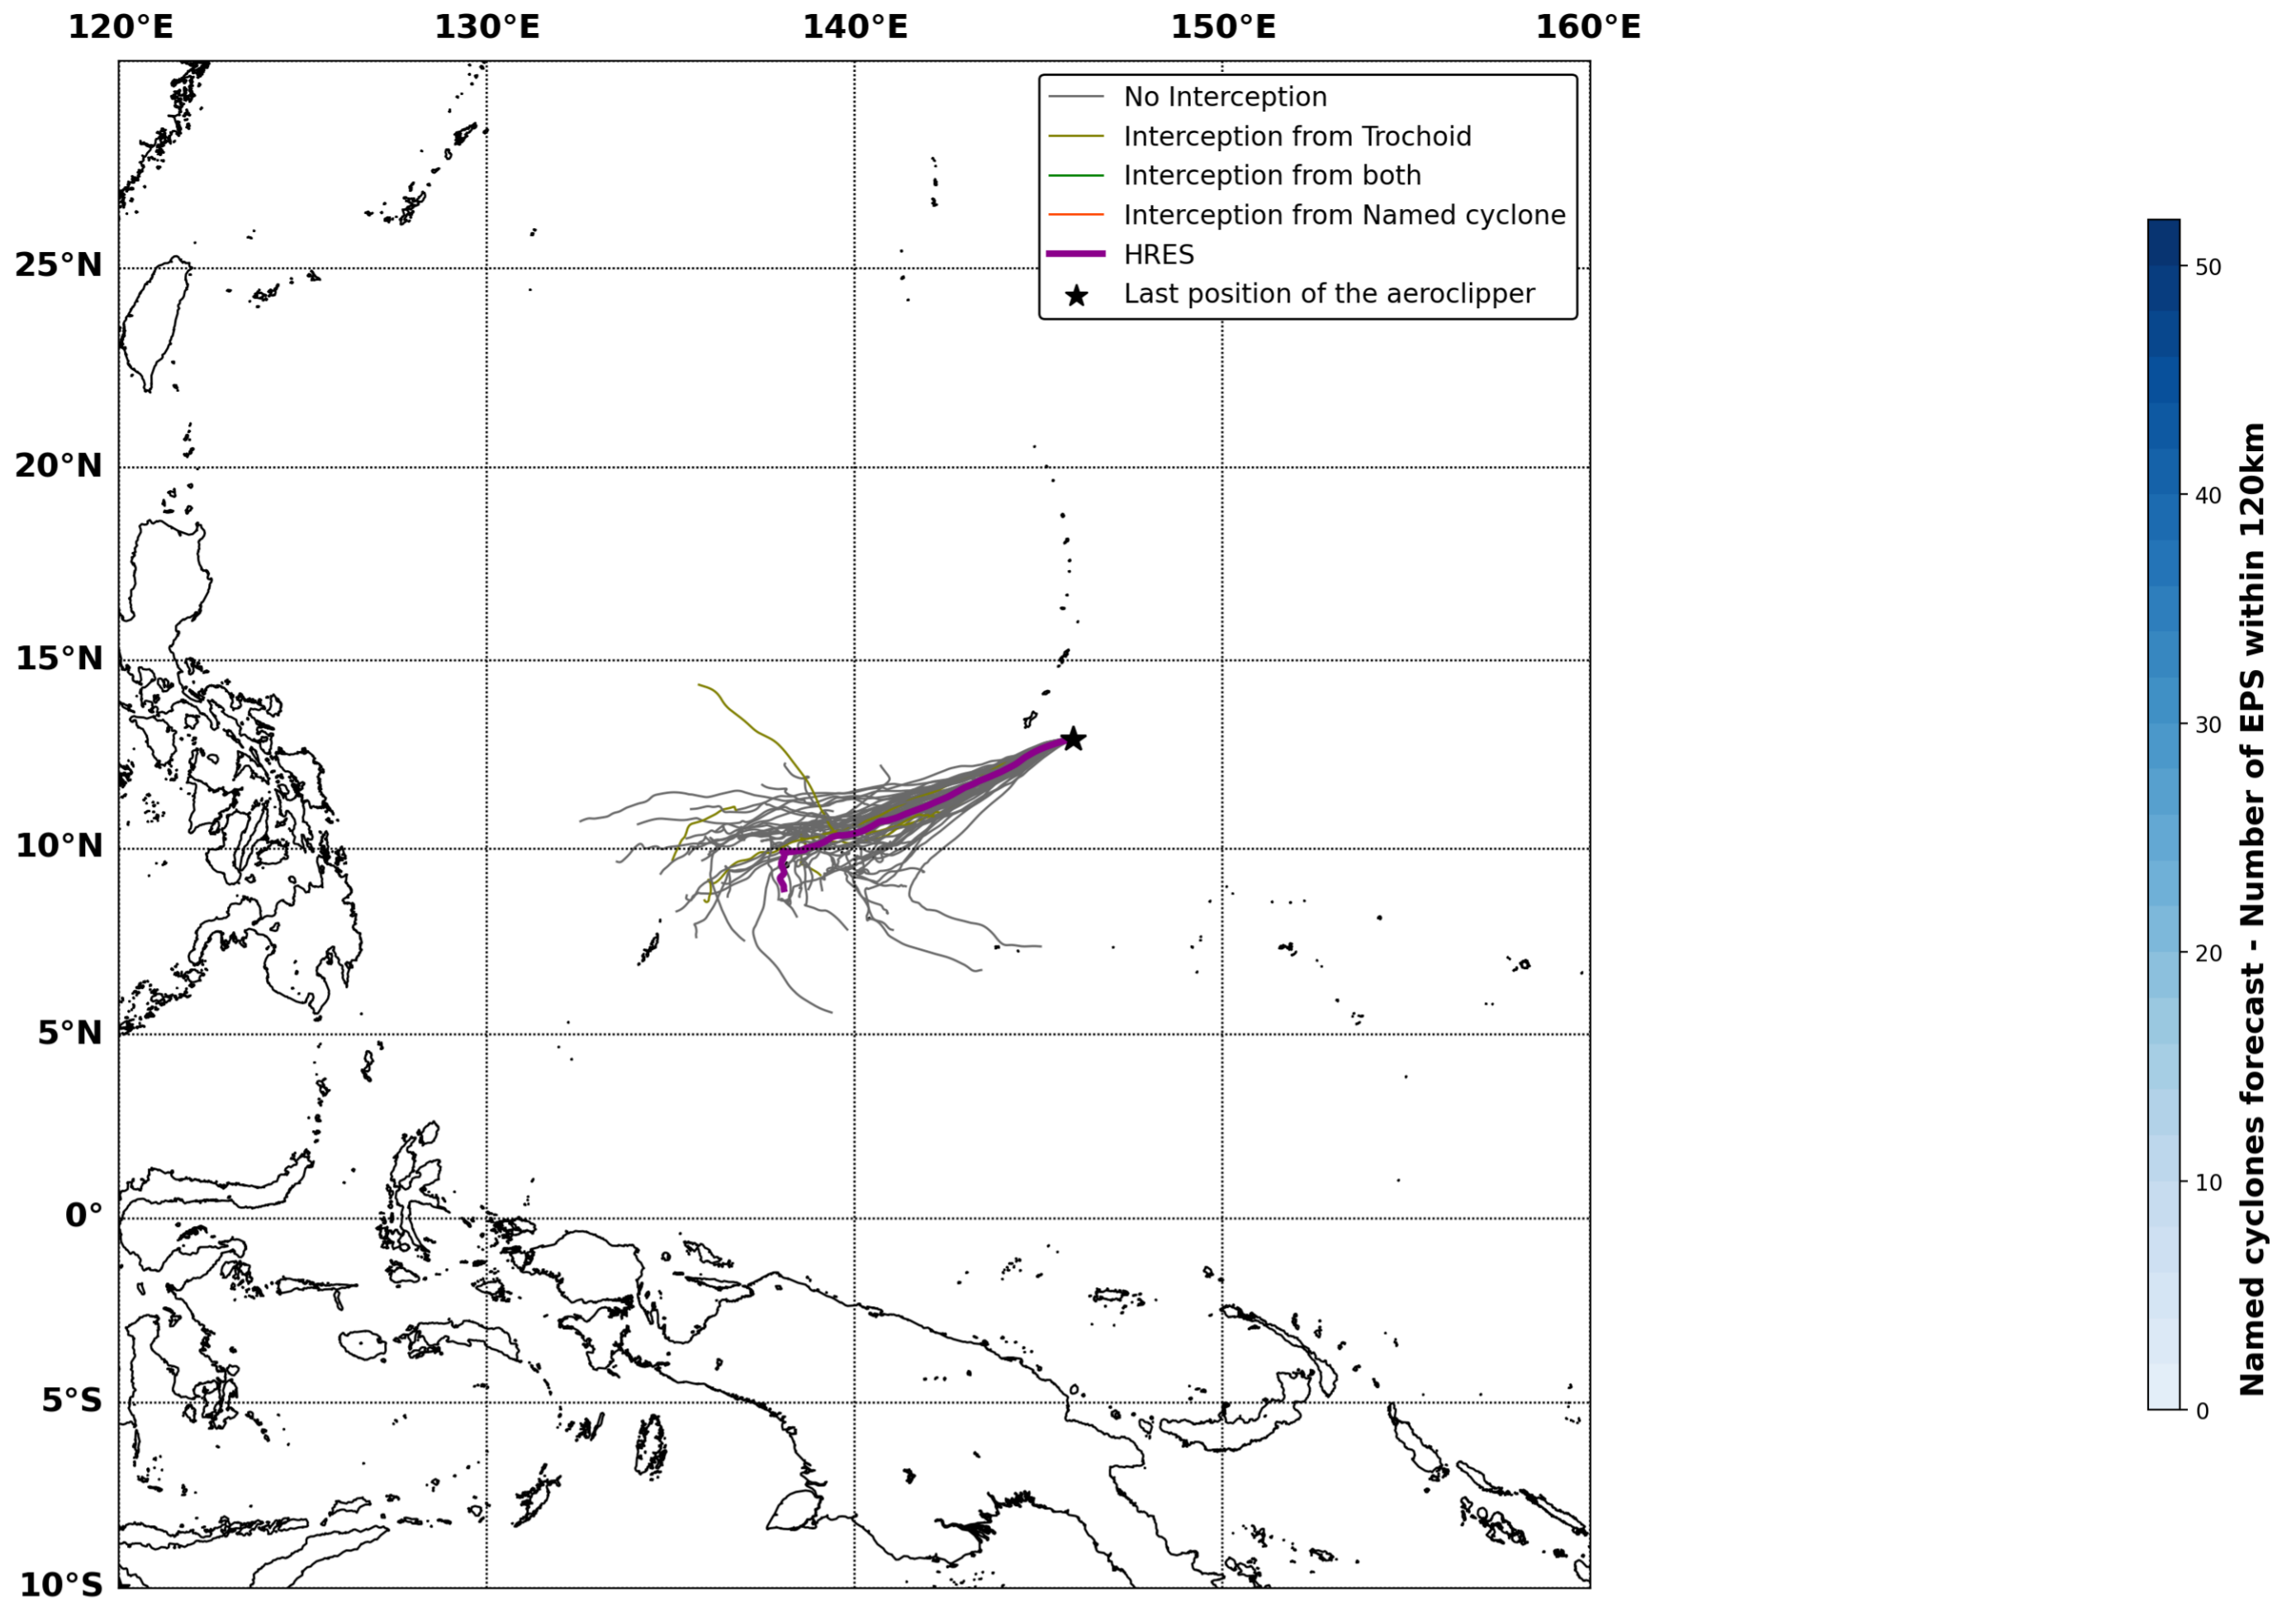 120°E 130°E 140°E 150°E 160°E
No Interception
Interception from Trochoid
Interception from both
Interception from Named cyclone
HRES
Last position of the aeroclipper
25°N
20°N
15°N
10°N
5°N
0°
5°S
10°S
50
40
30
20
10
0
Named cyclones forecast - Number of EPS within 120km